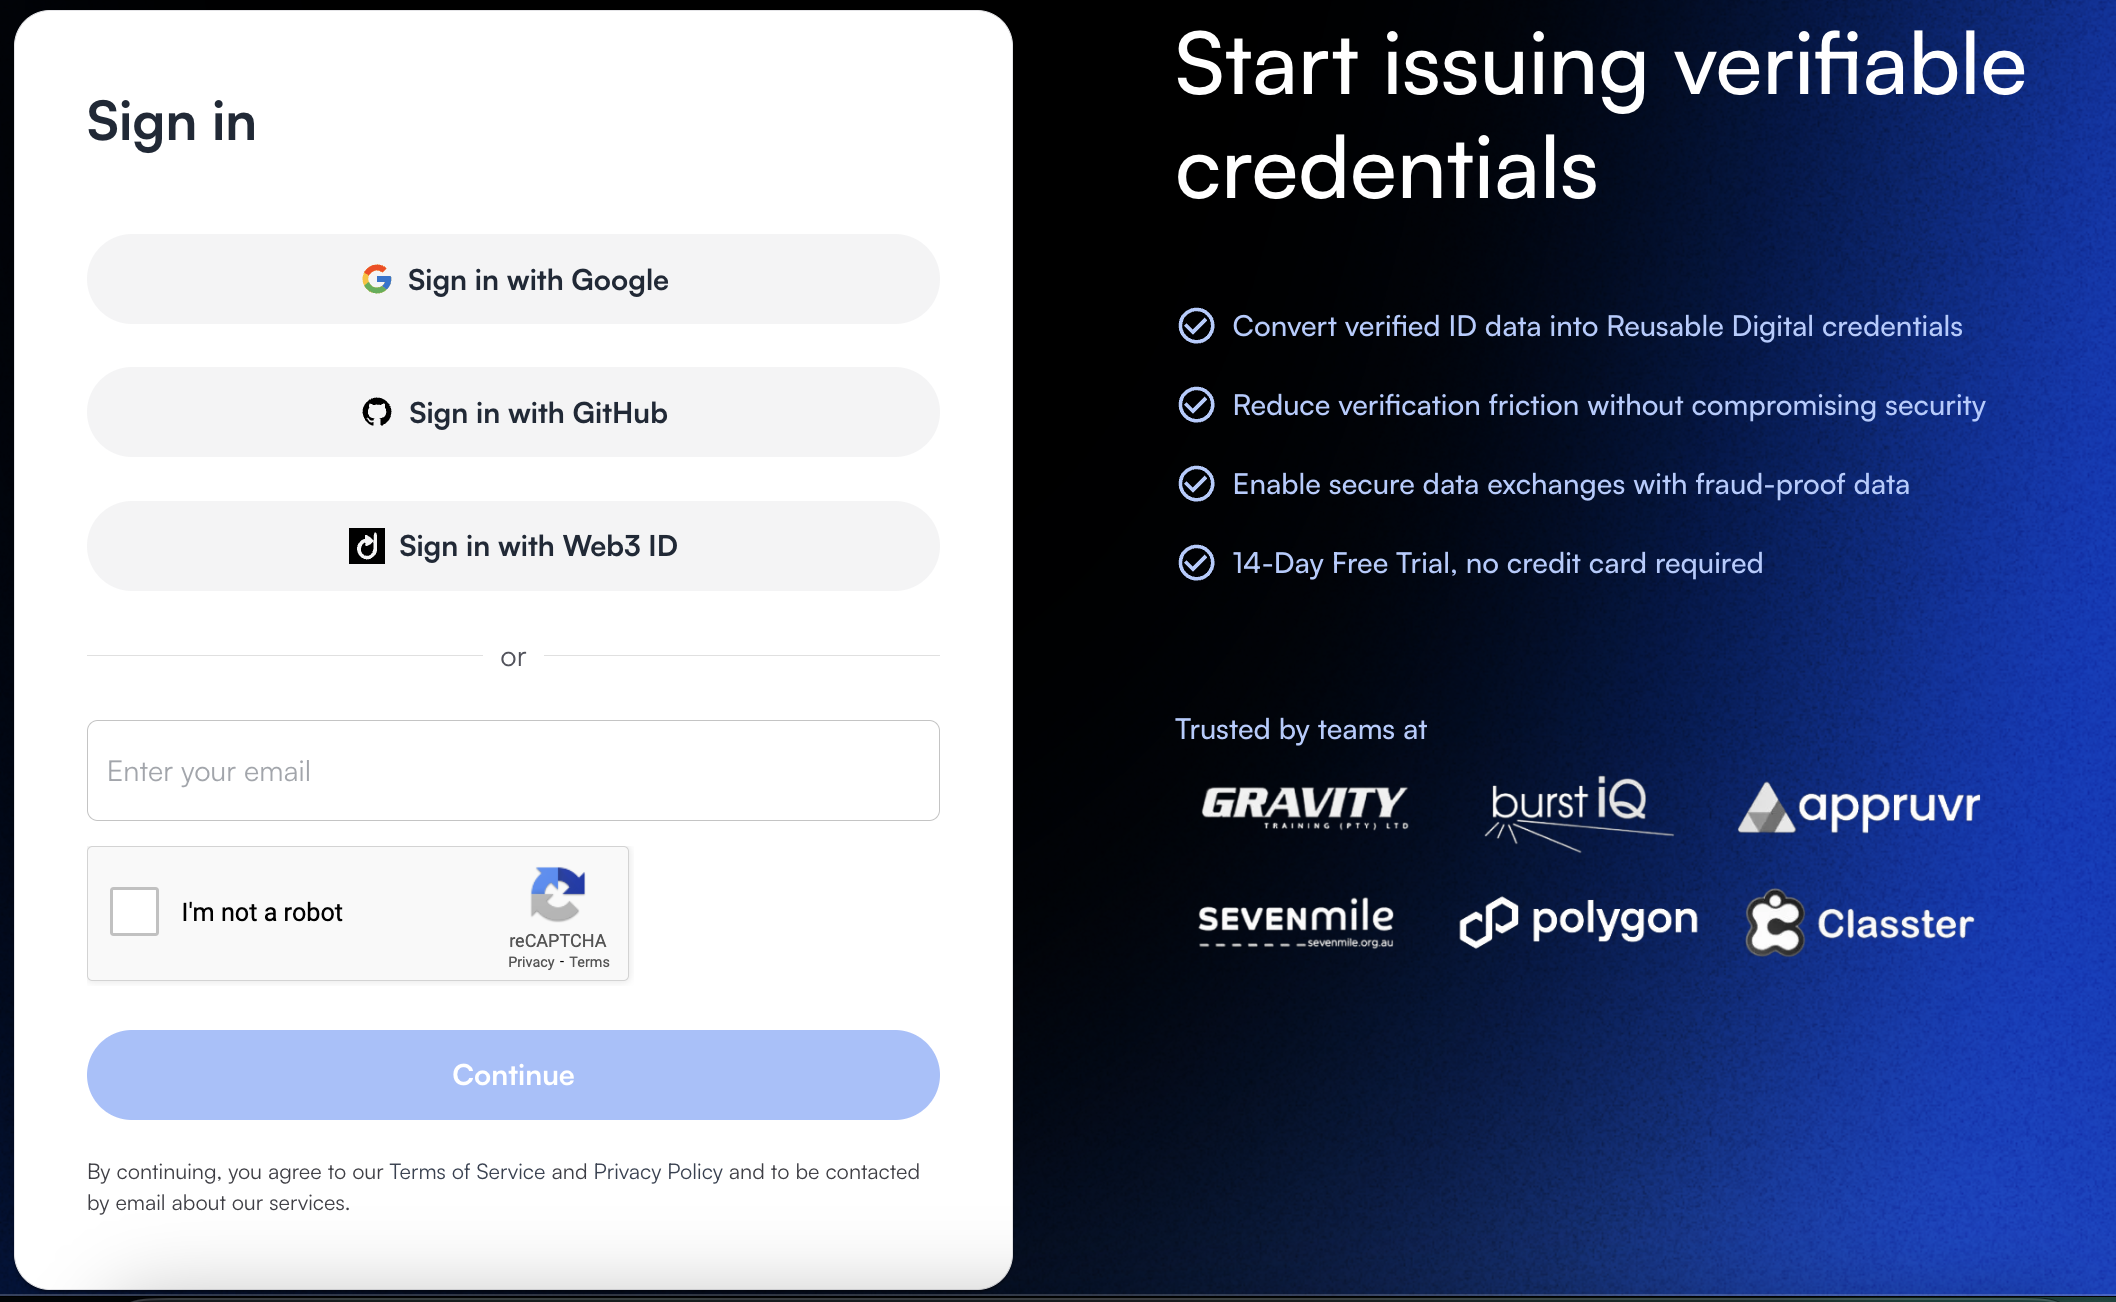 Sign in
Sign in with Google
Sign in with GitHub
Sign in with Web3 ID
or
Enter your email
I'm not a robot
reCAPTCHA
Privacy - Terms
Continue
By continuing, you agree to our Terms of Service and Privacy Policy and to be contacted
by email about our services.
Start issuing verifiable
credentials
Convert verified ID data into Reusable Digital credentials
Reduce verification friction without compromising security
Enable secure data exchanges with fraud-proof data
14-Day Free Trial, no credit card required
Trusted by teams at
GRAVITY
TRAINING (PTY) LTD
burst iQ
appruvr
SEVENmile
sevenmile.org.au
polygon
Classter